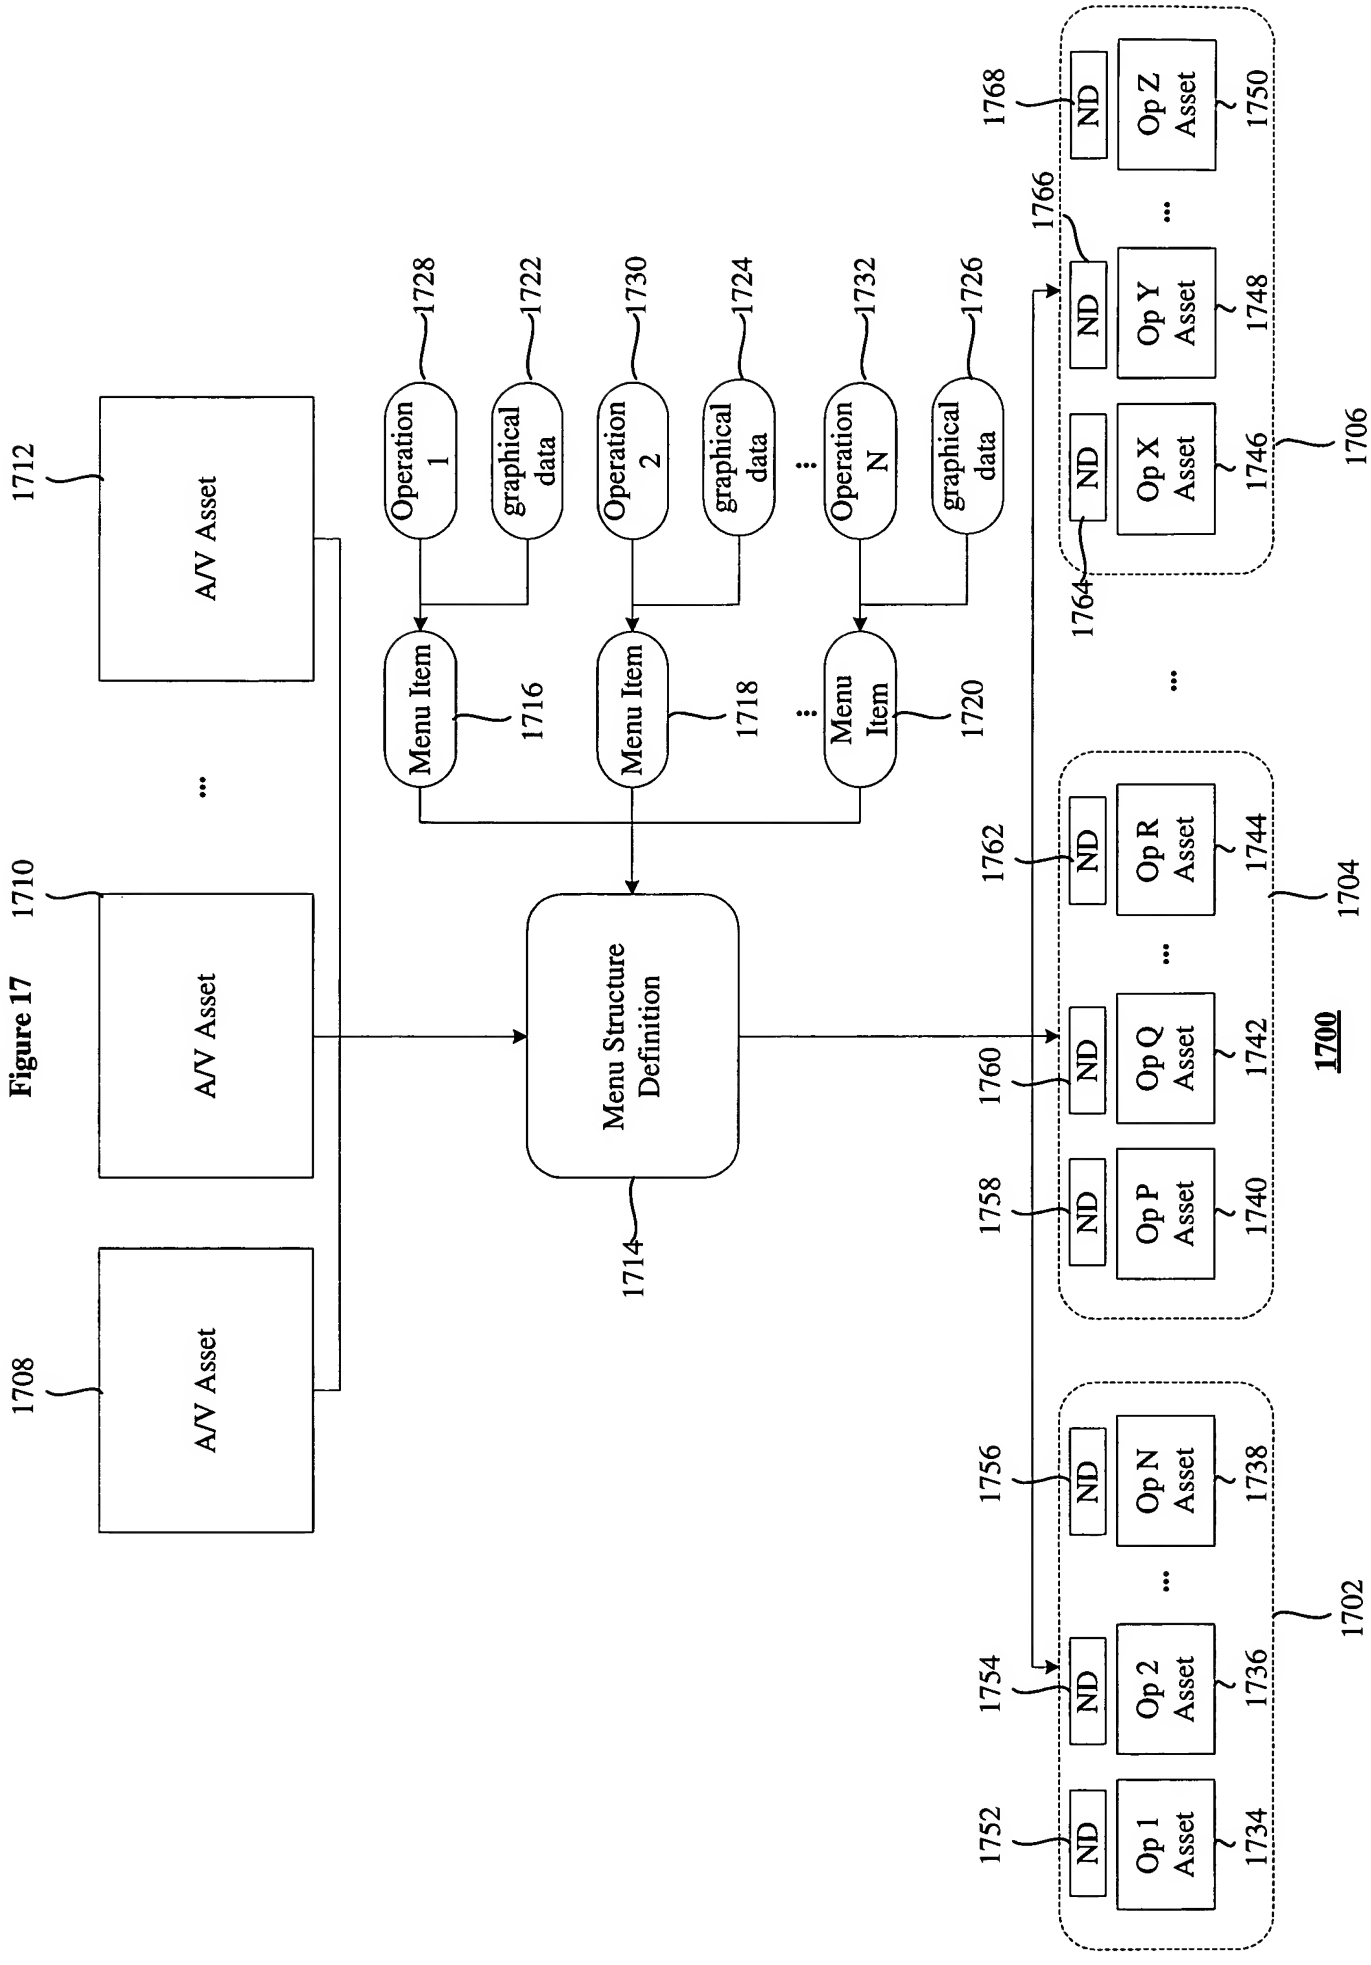 Figure 17
1708
1710
1712
A/V Asset
A/V Asset
...
A/V Asset
Menu Item
1716
Operation
1
1728
graphical
data
1722
Menu Item
1718
Operation
2
1730
graphical
data
1724
...
...
Menu
Item
1720
Operation
N
1732
graphical
data
1726
Menu Structure
Definition
1714
1752
1754
1756
ND
ND
ND
Op 1
Asset
Op 2
Asset
...
Op N
Asset
1734
1736
1738
1702
1758
1760
1762
ND
ND
ND
Op P
Asset
Op Q
Asset
...
Op R
Asset
1740
1742
1744
1704
...
1764
1766
1768
ND
ND
ND
Op X
Asset
Op Y
Asset
...
Op Z
Asset
1746
1748
1750
1706
1700